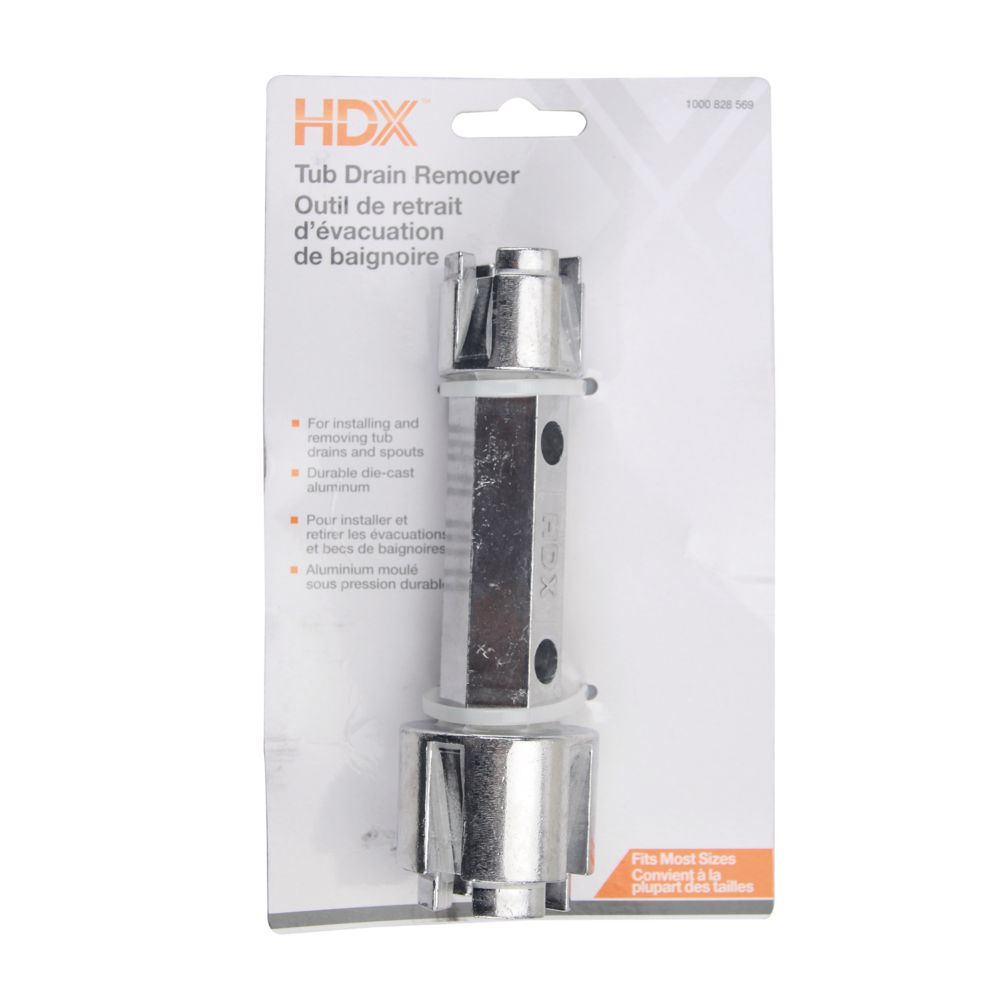 HDX™
1000 828 569
Tub Drain Remover
Outil de retrait
d'évacuation
de baignoire
For installing and
removing tub
drains and spouts
Durable die-cast
aluminum
Pour installer et
retirer les évacuations
et becs de baignoires
Aluminium moulé
sous pression durable
HDX
Fits Most Sizes
Convient à la
plupart des tailles